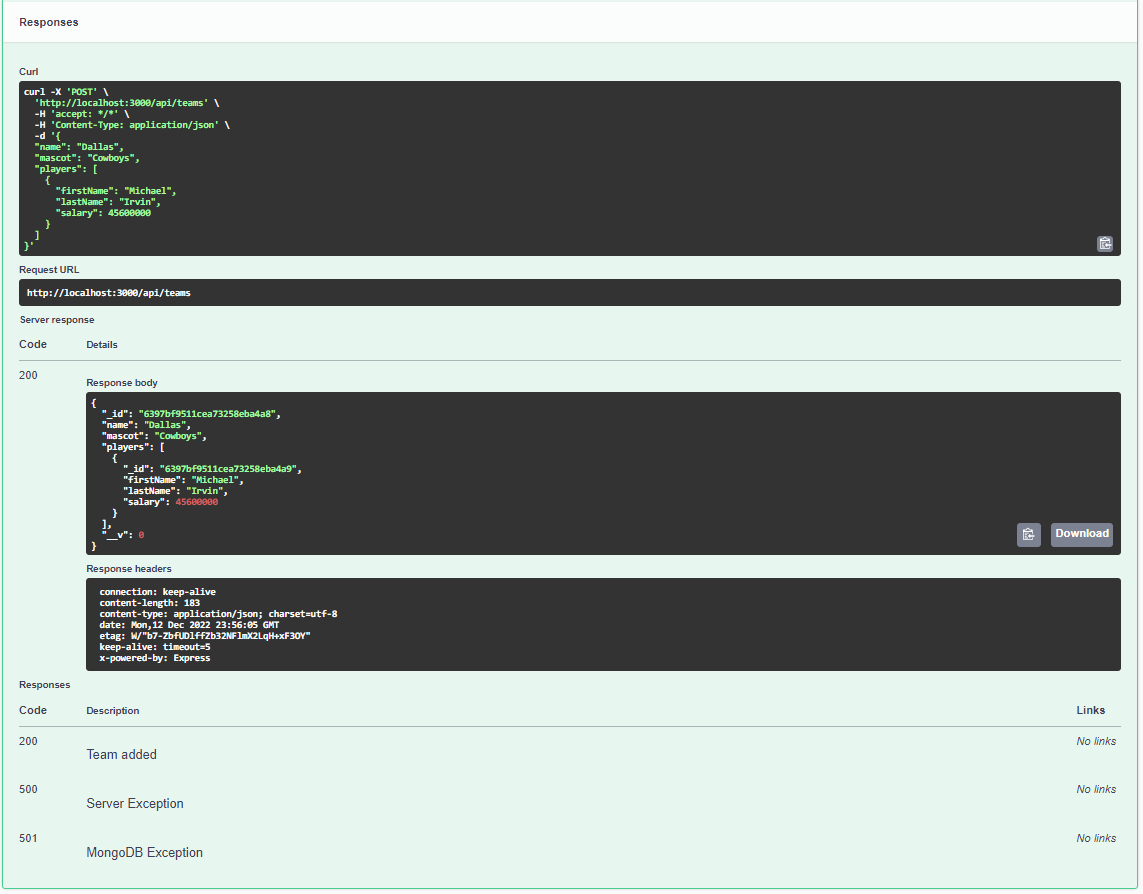 Responses
Curl
curl -X 'POST' \
  'http://localhost:3000/api/teams' \
  -H 'accept: */*' \
  -H 'Content-Type: application/json' \
  -d '{
  "name": "Dallas",
  "mascot": "Cowboys",
  "players": [
    {
      "firstName": "Michael",
      "lastName": "Irvin",
      "salary": 45600000
    }
  ]
}'
Request URL
http://localhost:3000/api/teams
Server response
Code Details
200
Response body
{
  "_id": "6397bf9511cea73258eba4a8",
  "name": "Dallas",
  "mascot": "Cowboys",
  "players": [
    {
      "_id": "6397bf9511cea73258eba4a9",
      "firstName": "Michael",
      "lastName": "Irvin",
      "salary": 45600000
    }
  ],
  "__v": 0
}
Download
Response headers
connection: keep-alive
content-length: 183
content-type: application/json; charset=utf-8
date: Mon,12 Dec 2022 23:56:05 GMT
etag: W/"b7-ZbfUDlffZb32NFlmX2LqH+xF3OY"
keep-alive: timeout=5
x-powered-by: Express
Responses
Code Description Links
200 No links
Team added
500 No links
Server Exception
501 No links
MongoDB Exception